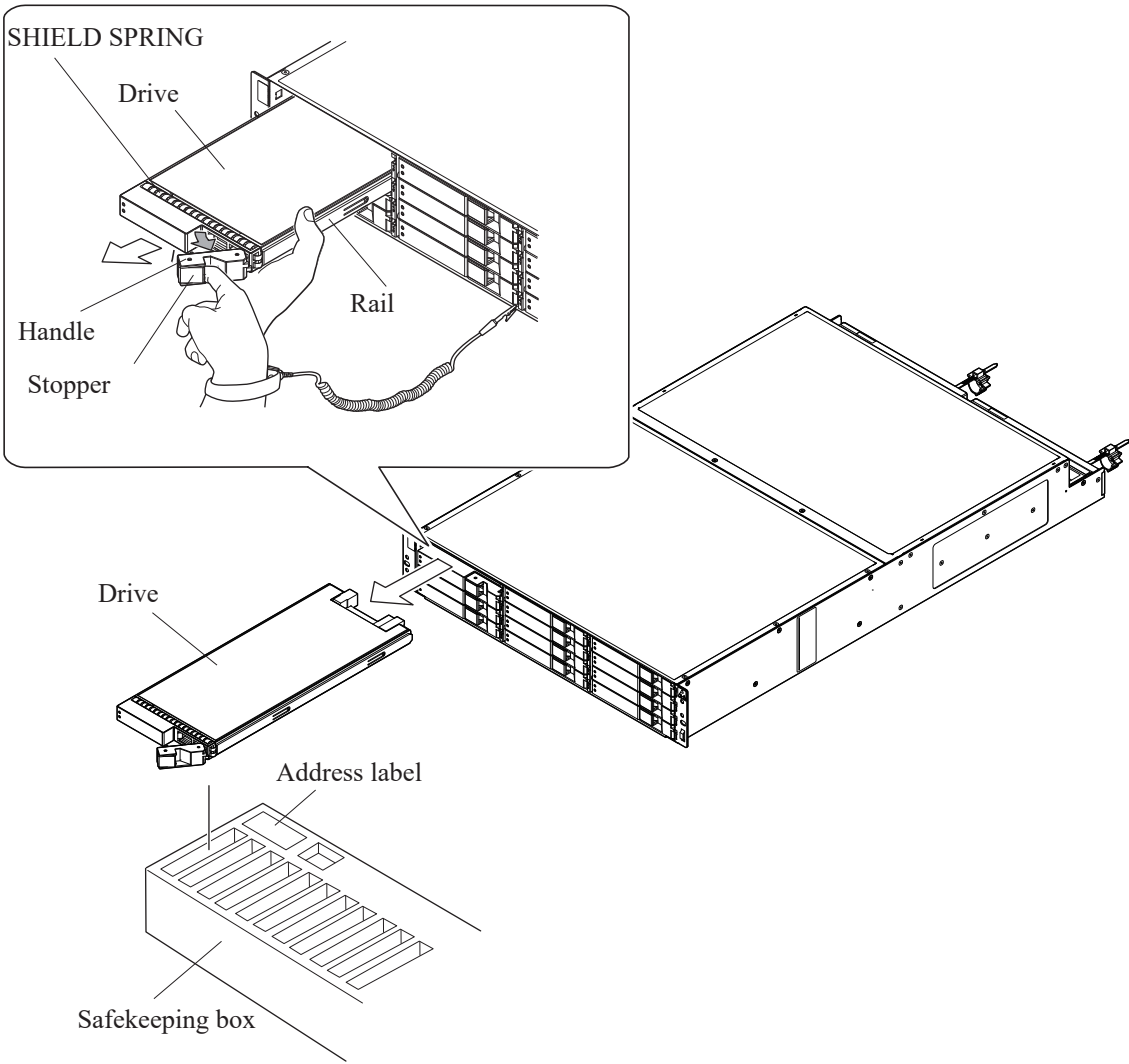 SHIELD SPRING
Drive
Rail
Handle
Stopper
Drive
Address label
Safekeeping box